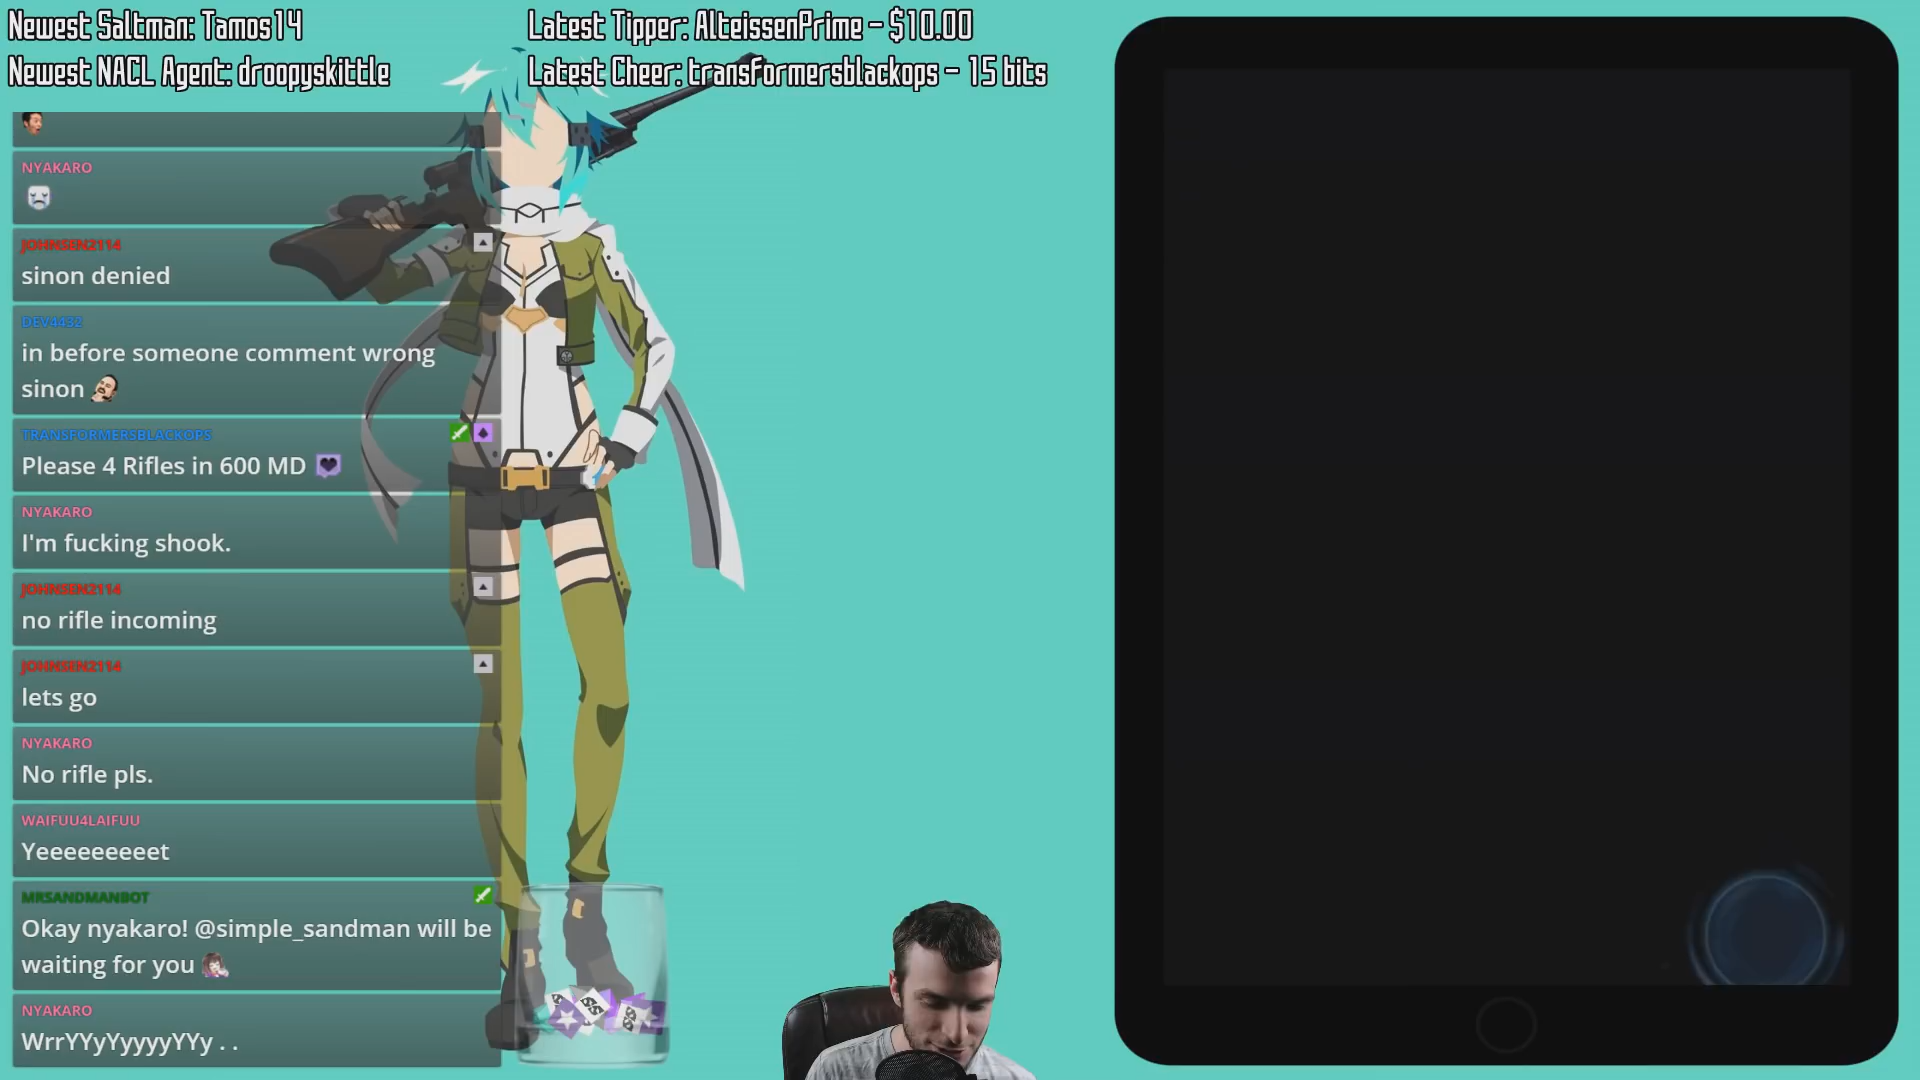 Newest Saltman: Tamos14
Latest Tipper: AlteissenPrime - $10.00
Newest NACL Agent: droopyskittle
Latest Cheer: transformersblackops - 15 bits
NYAKARO
JOHNSEN2114
sinon denied
DEV4432
in before someone comment wrong
sinon
TRANSFORMERSBLACKOPS
Please 4 Rifles in 600 MD
NYAKARO
I'm fucking shook.
JOHNSEN2114
no rifle incoming
JOHNSEN2114
lets go
NYAKARO
No rifle pls.
WAIFUU4LAIFUU
Yeeeeeeeeet
MRSANDMANBOT
Okay nyakaro! @simple_sandman will be
waiting for you
NYAKARO
WrrYYyYyyyyYYy . .